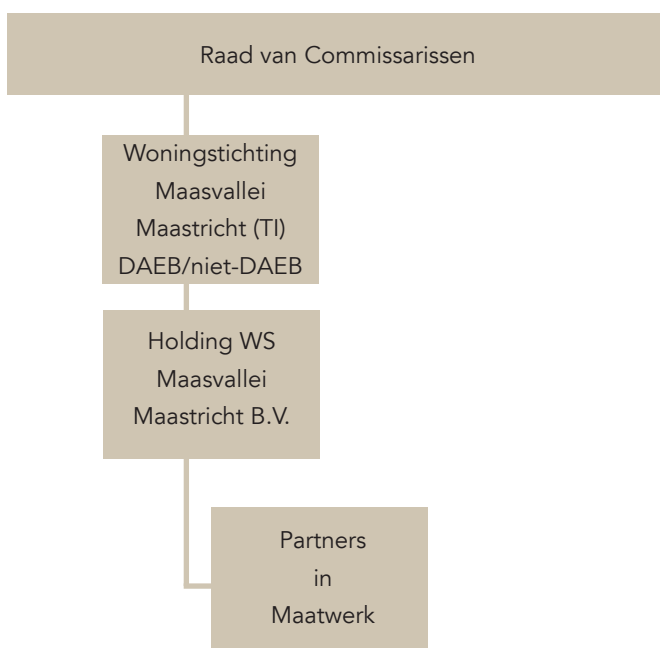 Raad van Commissarissen
Woningstichting
Maasvallei
Maastricht (TI)
DAEB/niet-DAEB
Holding WS
Maasvallei
Maastricht B.V.
Partners
in
Maatwerk